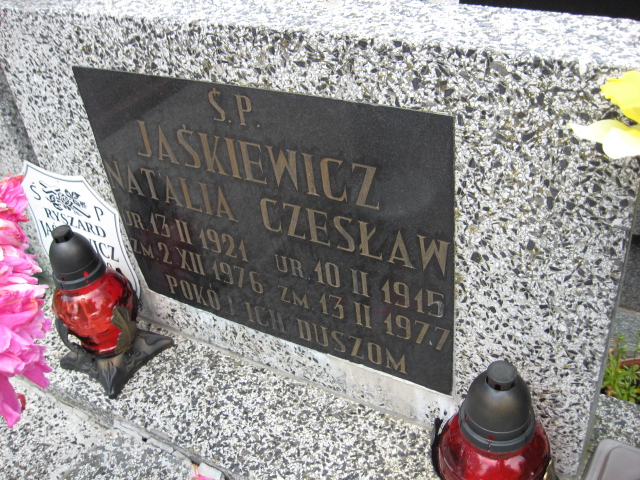 Ś.P.
JAŚKIEWICZ
NATALIA CZESŁAW
UR. 13 II 1921 UR. 10 II 1915
ZM. 2 XII 1976 ZM. 13 II 1977
POKÓJ ICH DUSZOM
Ś P
RYSZARD